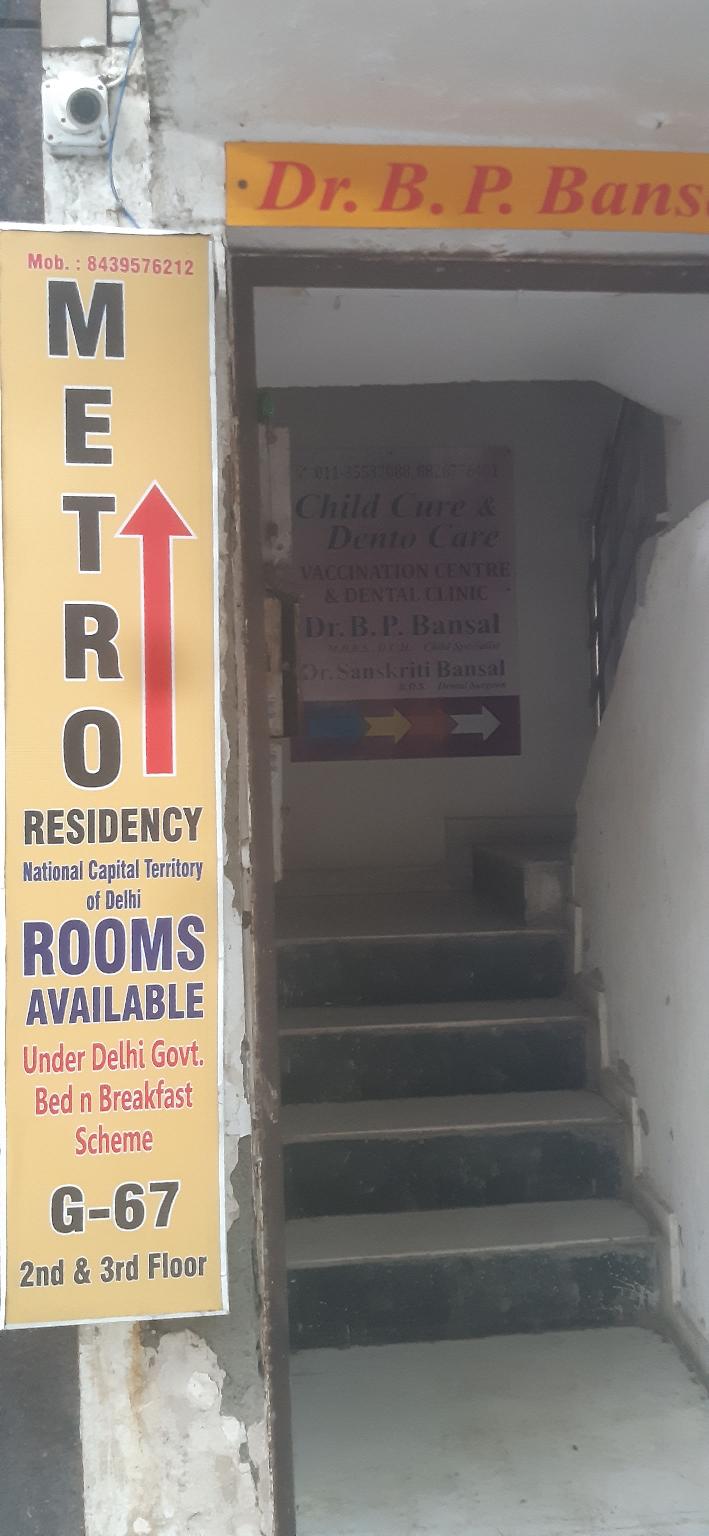 Dr. B. P. Bans
Mob. : 8439576212
METRO
RESIDENCY
National Capital Territory
of Delhi
ROOMS
AVAILABLE
Under Delhi Govt.
Bed n Breakfast
Scheme
G-67
2nd & 3rd Floor
Child Cure &
Dento Care
VACCINATION CENTRE
& DENTAL CLINIC
Dr. B. P. Bansal
M.B.B.S., D.C.H. Child Specialist
Dr. Sanskriti Bansal
B.D.S. Dental Surgeon